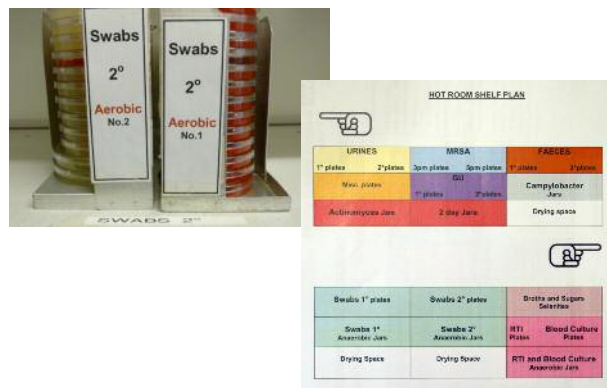 Swabs
2°
Aerobic
No.2
Swabs
2°
Aerobic
No.1
SWABS 2°
HOT ROOM SHELF PLAN
URINES
1° plates 2° plates
MRSA
3pm plates 5pm plates
FAECES
1° plates 2° plates
Misc. plates
GU
1° plates 2° plates
Campylobacter
Jars
Actinomyces Jars
2 day Jars
Drying space
Swabs 1° plates
Swabs 2° plates
Broths and Sugars
Selenites
Swabs 1°
Anaerobic Jars
Swabs 2°
Anaerobic Jars
RTI
Plates
Blood Culture
Plates
Drying Space
Drying Space
RTI and Blood Culture
Anaerobic Jars